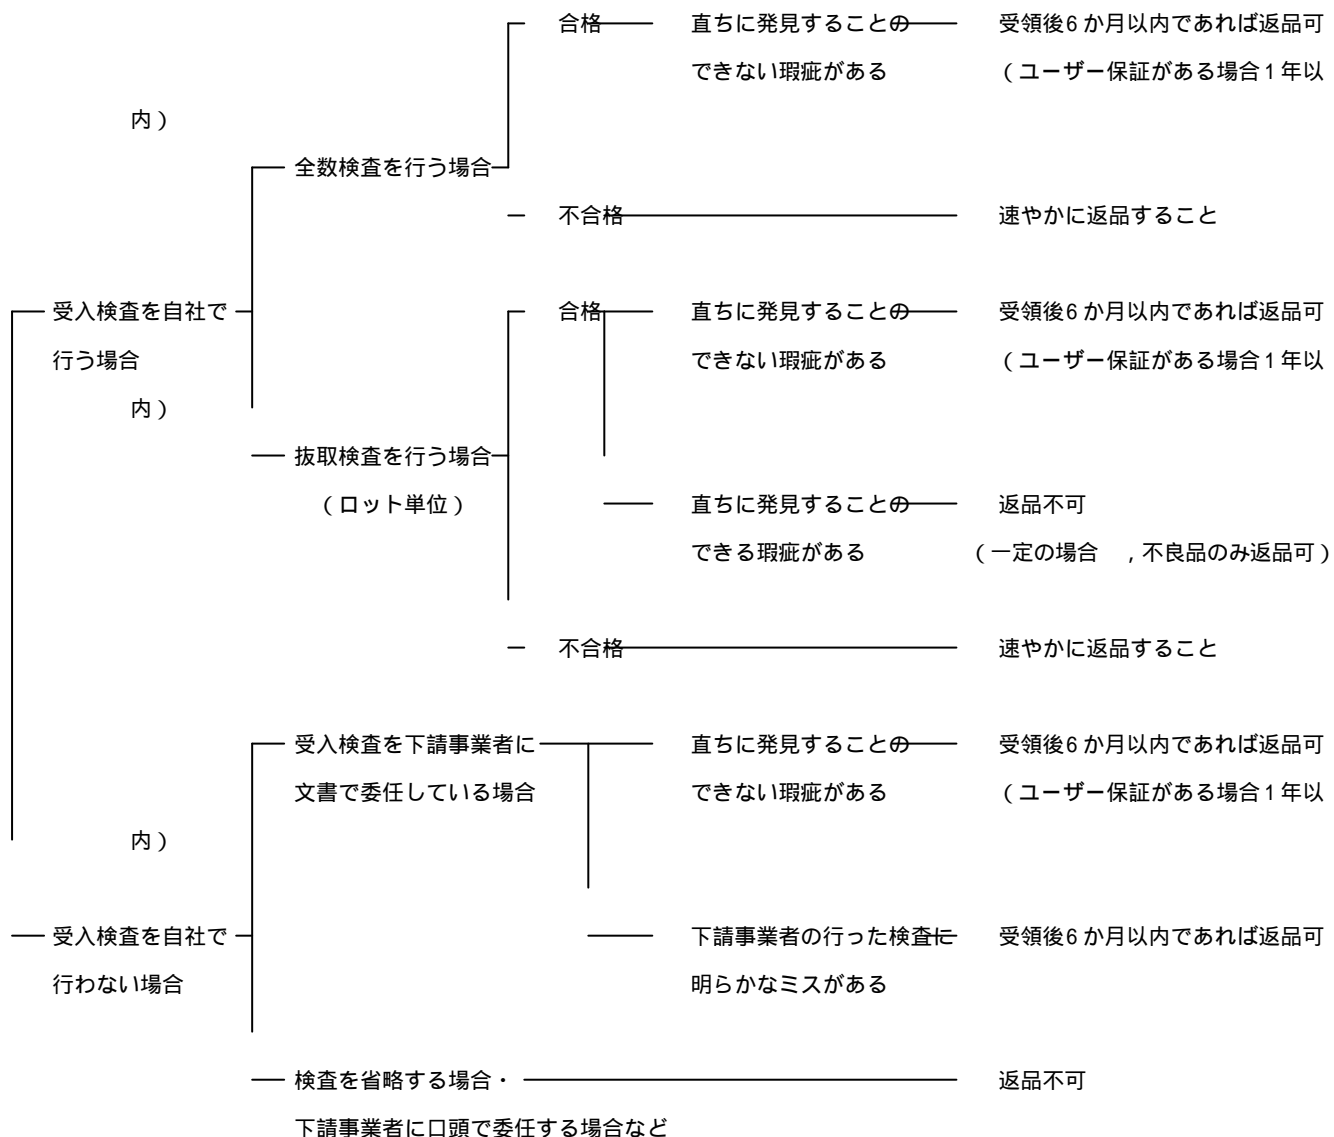 合格 直ちに発見することの 受領後6か月以内であれば返品可
できない瑕疵がある (ユーザー保証がある場合1年以
内)
全数検査を行う場合
不合格 速やかに返品すること
受入検査を自社で 合格 直ちに発見することの 受領後6か月以内であれば返品可
行う場合 できない瑕疵がある (ユーザー保証がある場合1年以
内)
抜取検査を行う場合
(ロット単位) 直ちに発見することの 返品不可
できる瑕疵がある (一定の場合 ,不良品のみ返品可)
不合格 速やかに返品すること
受入検査を下請事業者に 直ちに発見することの 受領後6か月以内であれば返品可
文書で委任している場合 できない瑕疵がある (ユーザー保証がある場合1年以
内)
受入検査を自社で 下請事業者の行った検査に 受領後6か月以内であれば返品可
行わない場合 明らかなミスがある
検査を省略する場合・ 返品不可
下請事業者に口頭で委任する場合など